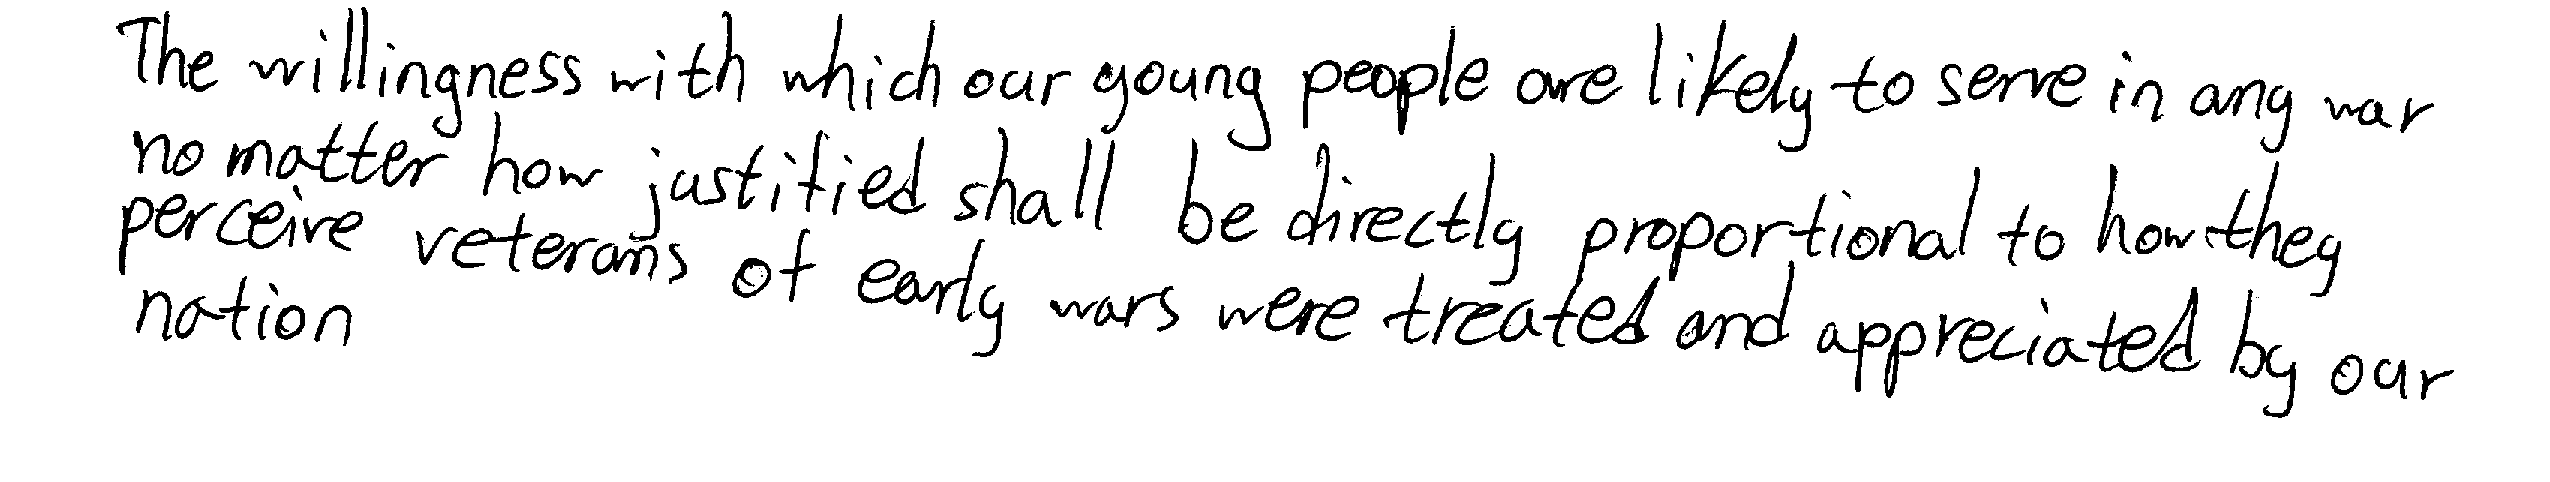 The willingness with which our young people are likely to serve in any war
no matter how justified shall be directly proportional to how they
perceive veterans of early wars were treated and appreciated by our
nation